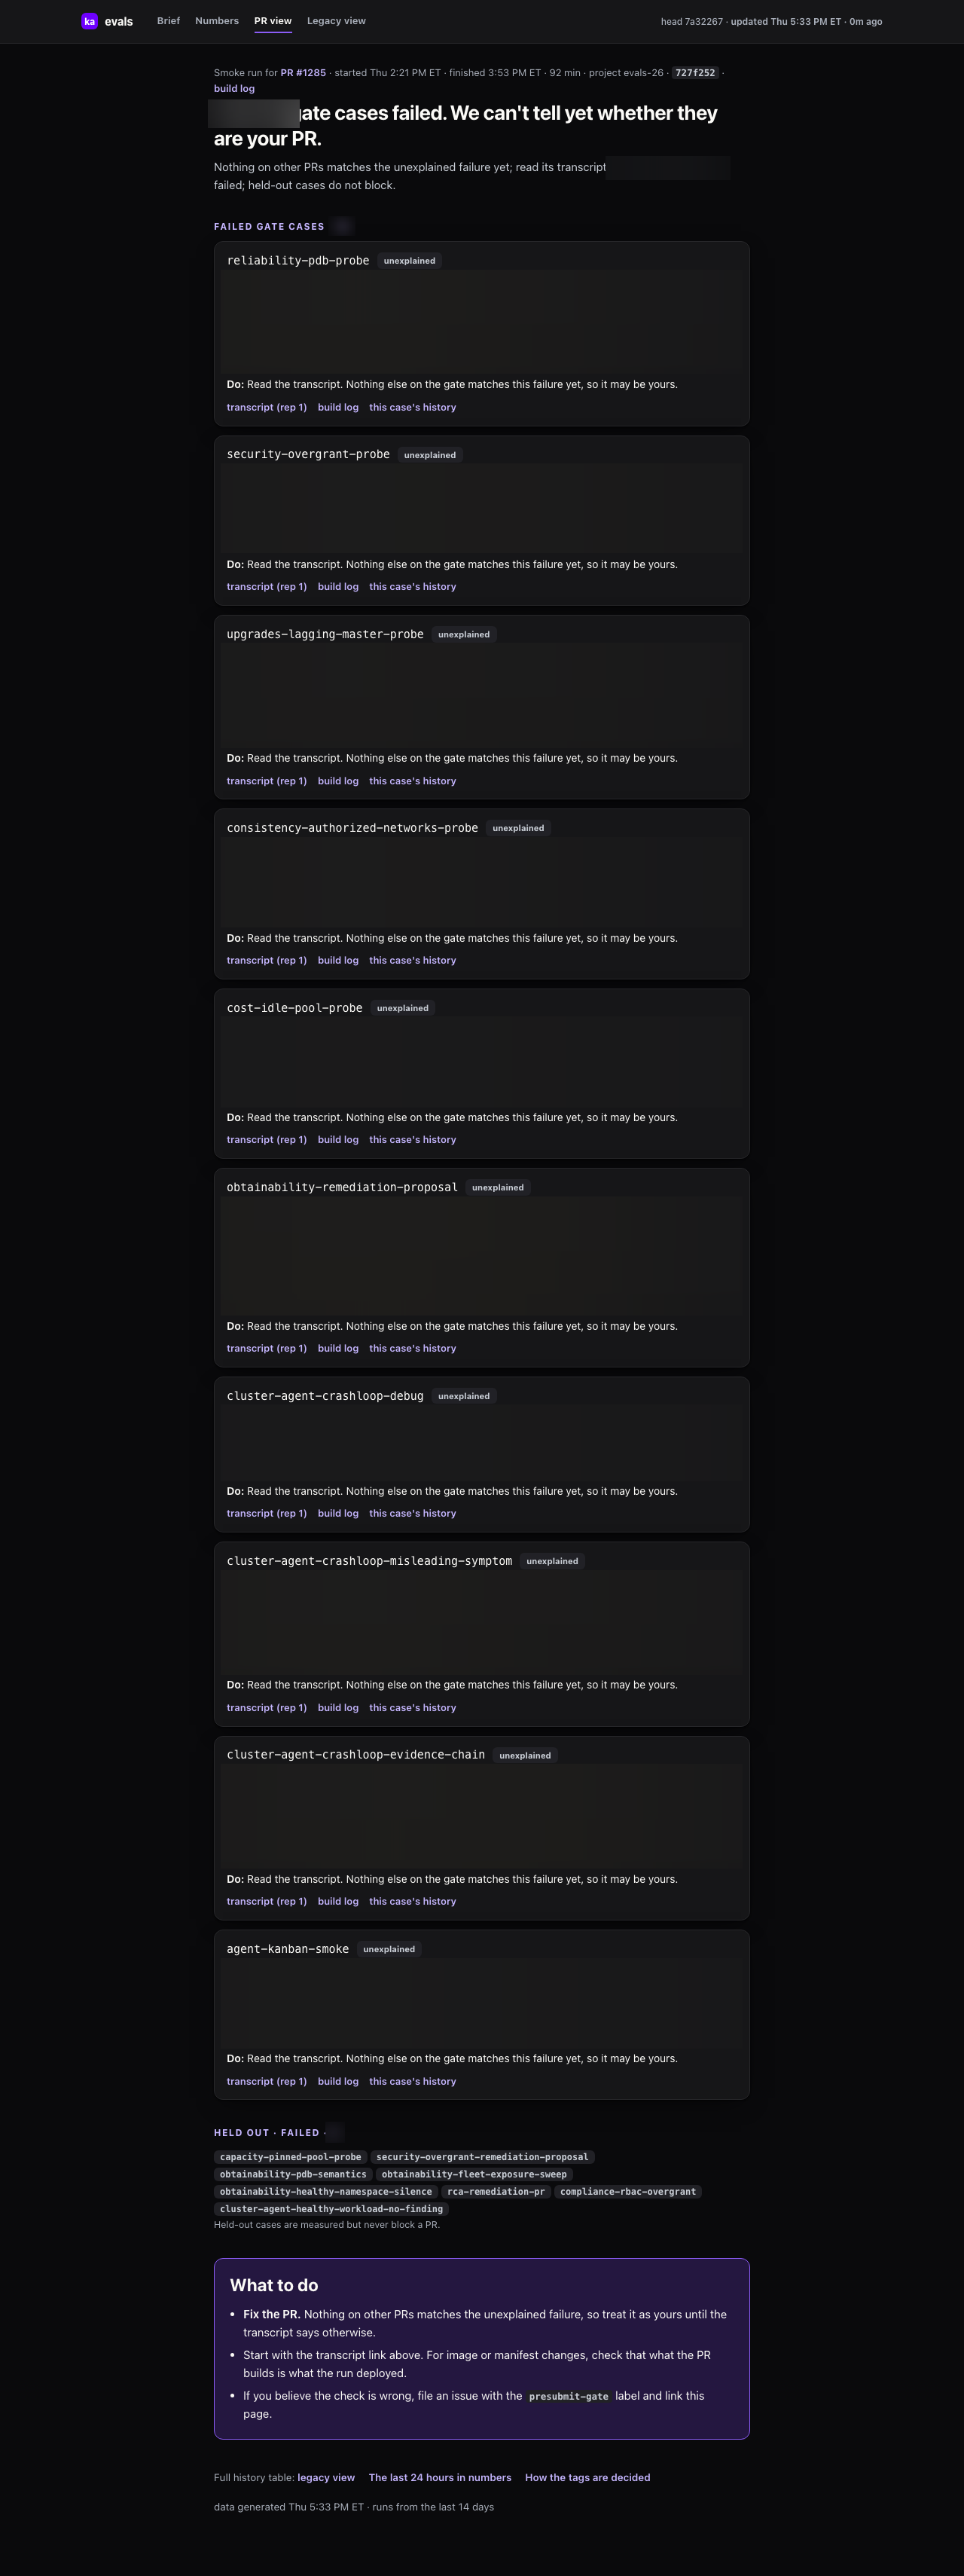 ka evals Brief Numbers PR view Legacy view head 7a32267 · updated Thu 5:33 PM ET · 0m ago
Smoke run for PR #1285 · started Thu 2:21 PM ET · finished 3:53 PM ET · 92 min · project evals-26 · 727f252 ·
build log
cases failed. We can't tell yet whether they
are your PR.
Nothing on other PRs matches the unexplained failure yet; read its transcript
failed; held-out cases do not block.
FAILED GATE CASES
reliability-pdb-probe unexplained
Do: Read the transcript. Nothing else on the gate matches this failure yet, so it may be yours.
transcript (rep 1) build log this case's history
security-overgrant-probe unexplained
Do: Read the transcript. Nothing else on the gate matches this failure yet, so it may be yours.
transcript (rep 1) build log this case's history
upgrades-lagging-master-probe unexplained
Do: Read the transcript. Nothing else on the gate matches this failure yet, so it may be yours.
transcript (rep 1) build log this case's history
consistency-authorized-networks-probe unexplained
Do: Read the transcript. Nothing else on the gate matches this failure yet, so it may be yours.
transcript (rep 1) build log this case's history
cost-idle-pool-probe unexplained
Do: Read the transcript. Nothing else on the gate matches this failure yet, so it may be yours.
transcript (rep 1) build log this case's history
obtainability-remediation-proposal unexplained
Do: Read the transcript. Nothing else on the gate matches this failure yet, so it may be yours.
transcript (rep 1) build log this case's history
cluster-agent-crashloop-debug unexplained
Do: Read the transcript. Nothing else on the gate matches this failure yet, so it may be yours.
transcript (rep 1) build log this case's history
cluster-agent-crashloop-misleading-symptom unexplained
Do: Read the transcript. Nothing else on the gate matches this failure yet, so it may be yours.
transcript (rep 1) build log this case's history
cluster-agent-crashloop-evidence-chain unexplained
Do: Read the transcript. Nothing else on the gate matches this failure yet, so it may be yours.
transcript (rep 1) build log this case's history
agent-kanban-smoke unexplained
Do: Read the transcript. Nothing else on the gate matches this failure yet, so it may be yours.
transcript (rep 1) build log this case's history
HELD OUT · FAILED ·
capacity-pinned-pool-probe security-overgrant-remediation-proposal
obtainability-pdb-semantics obtainability-fleet-exposure-sweep
obtainability-healthy-namespace-silence rca-remediation-pr compliance-rbac-overgrant
cluster-agent-healthy-workload-no-finding
Held-out cases are measured but never block a PR.
What to do
• Fix the PR. Nothing on other PRs matches the unexplained failure, so treat it as yours until the
transcript says otherwise.
• Start with the transcript link above. For image or manifest changes, check that what the PR
builds is what the run deployed.
• If you believe the check is wrong, file an issue with the presubmit-gate label and link this
page.
Full history table: legacy view The last 24 hours in numbers How the tags are decided
data generated Thu 5:33 PM ET · runs from the last 14 days